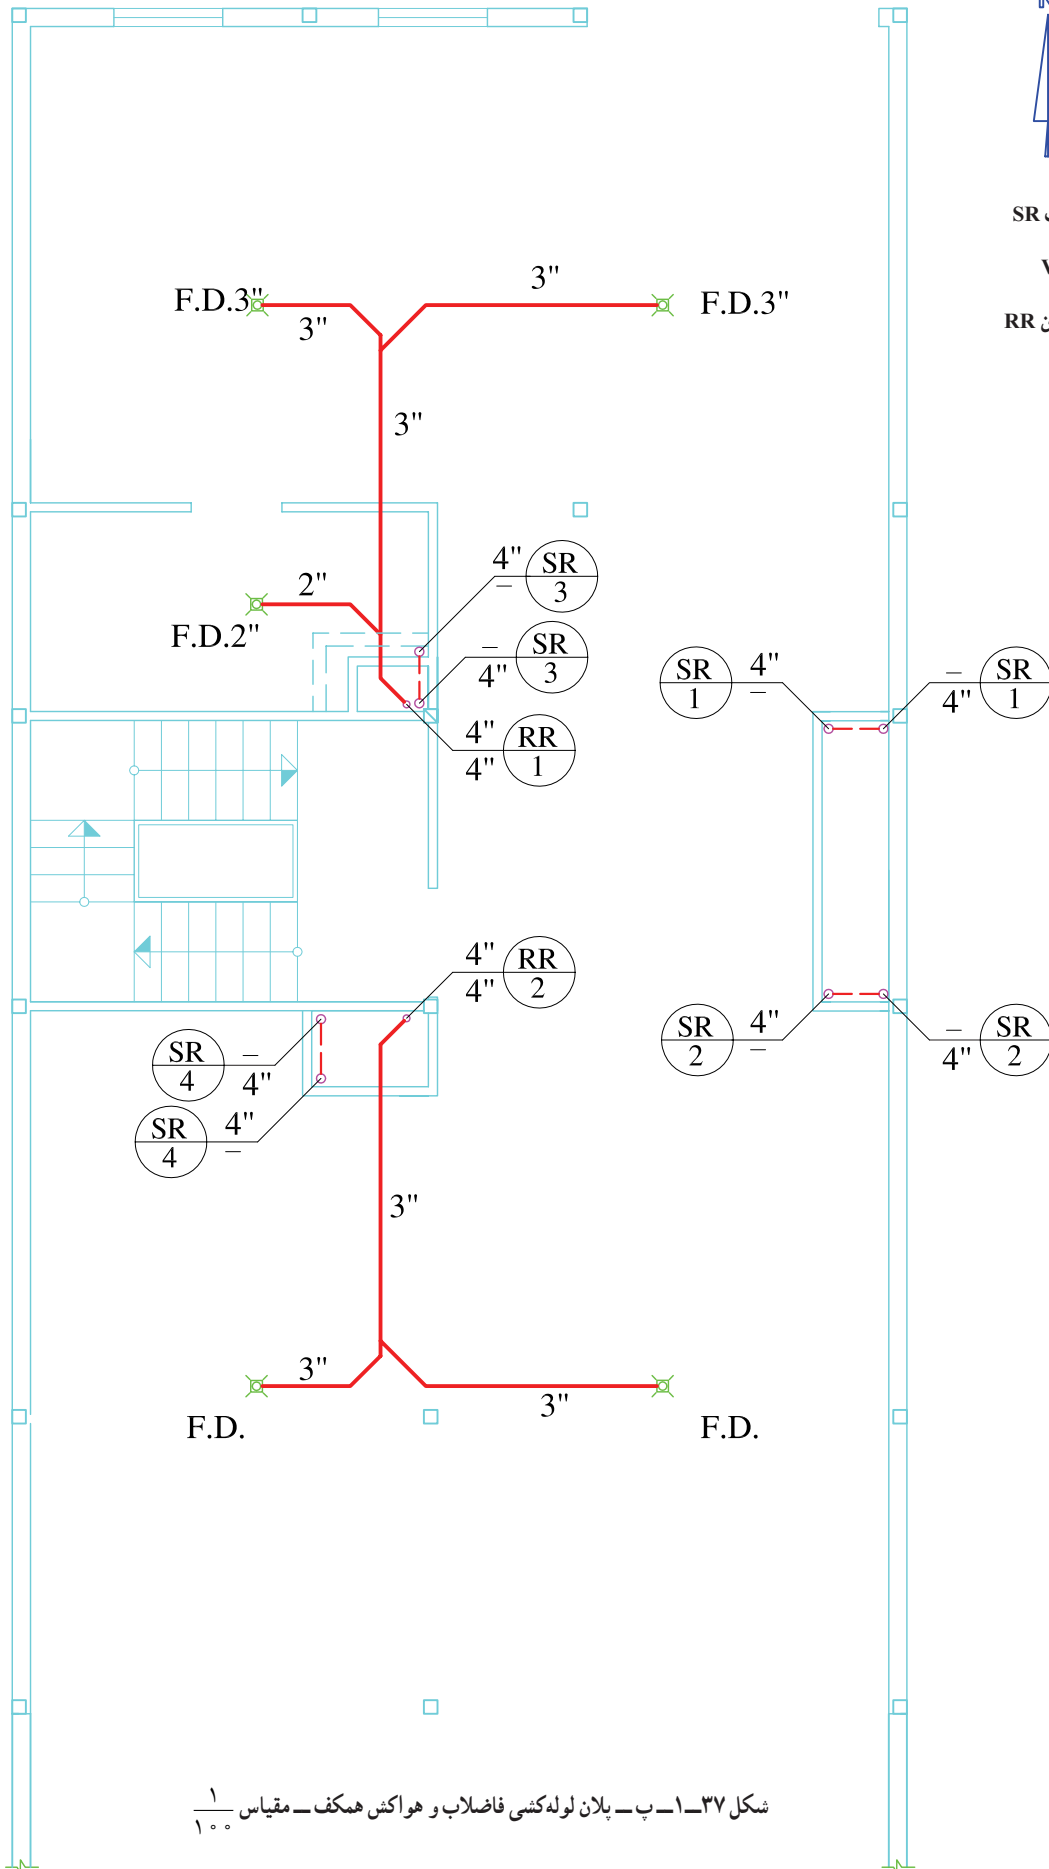 N
SR
V
RR ن
3"
F.D.3"
3"
F.D.3"
3"
4"
–
SR
3
2"
F.D.2"
–
4"
SR
3
SR
1
4"
–
–
4"
SR
1
4"
4"
RR
1
4"
4"
RR
2
SR
4
–
4"
SR
2
4"
–
–
4"
SR
2
SR
4
4"
–
3"
3"
3"
F.D.
F.D.
شکل ۳۷ــ۱ــ پ ــ پلان لوله‌کشی فاضلاب و هواکش همکف ــ مقیاس ۱/۱۰۰